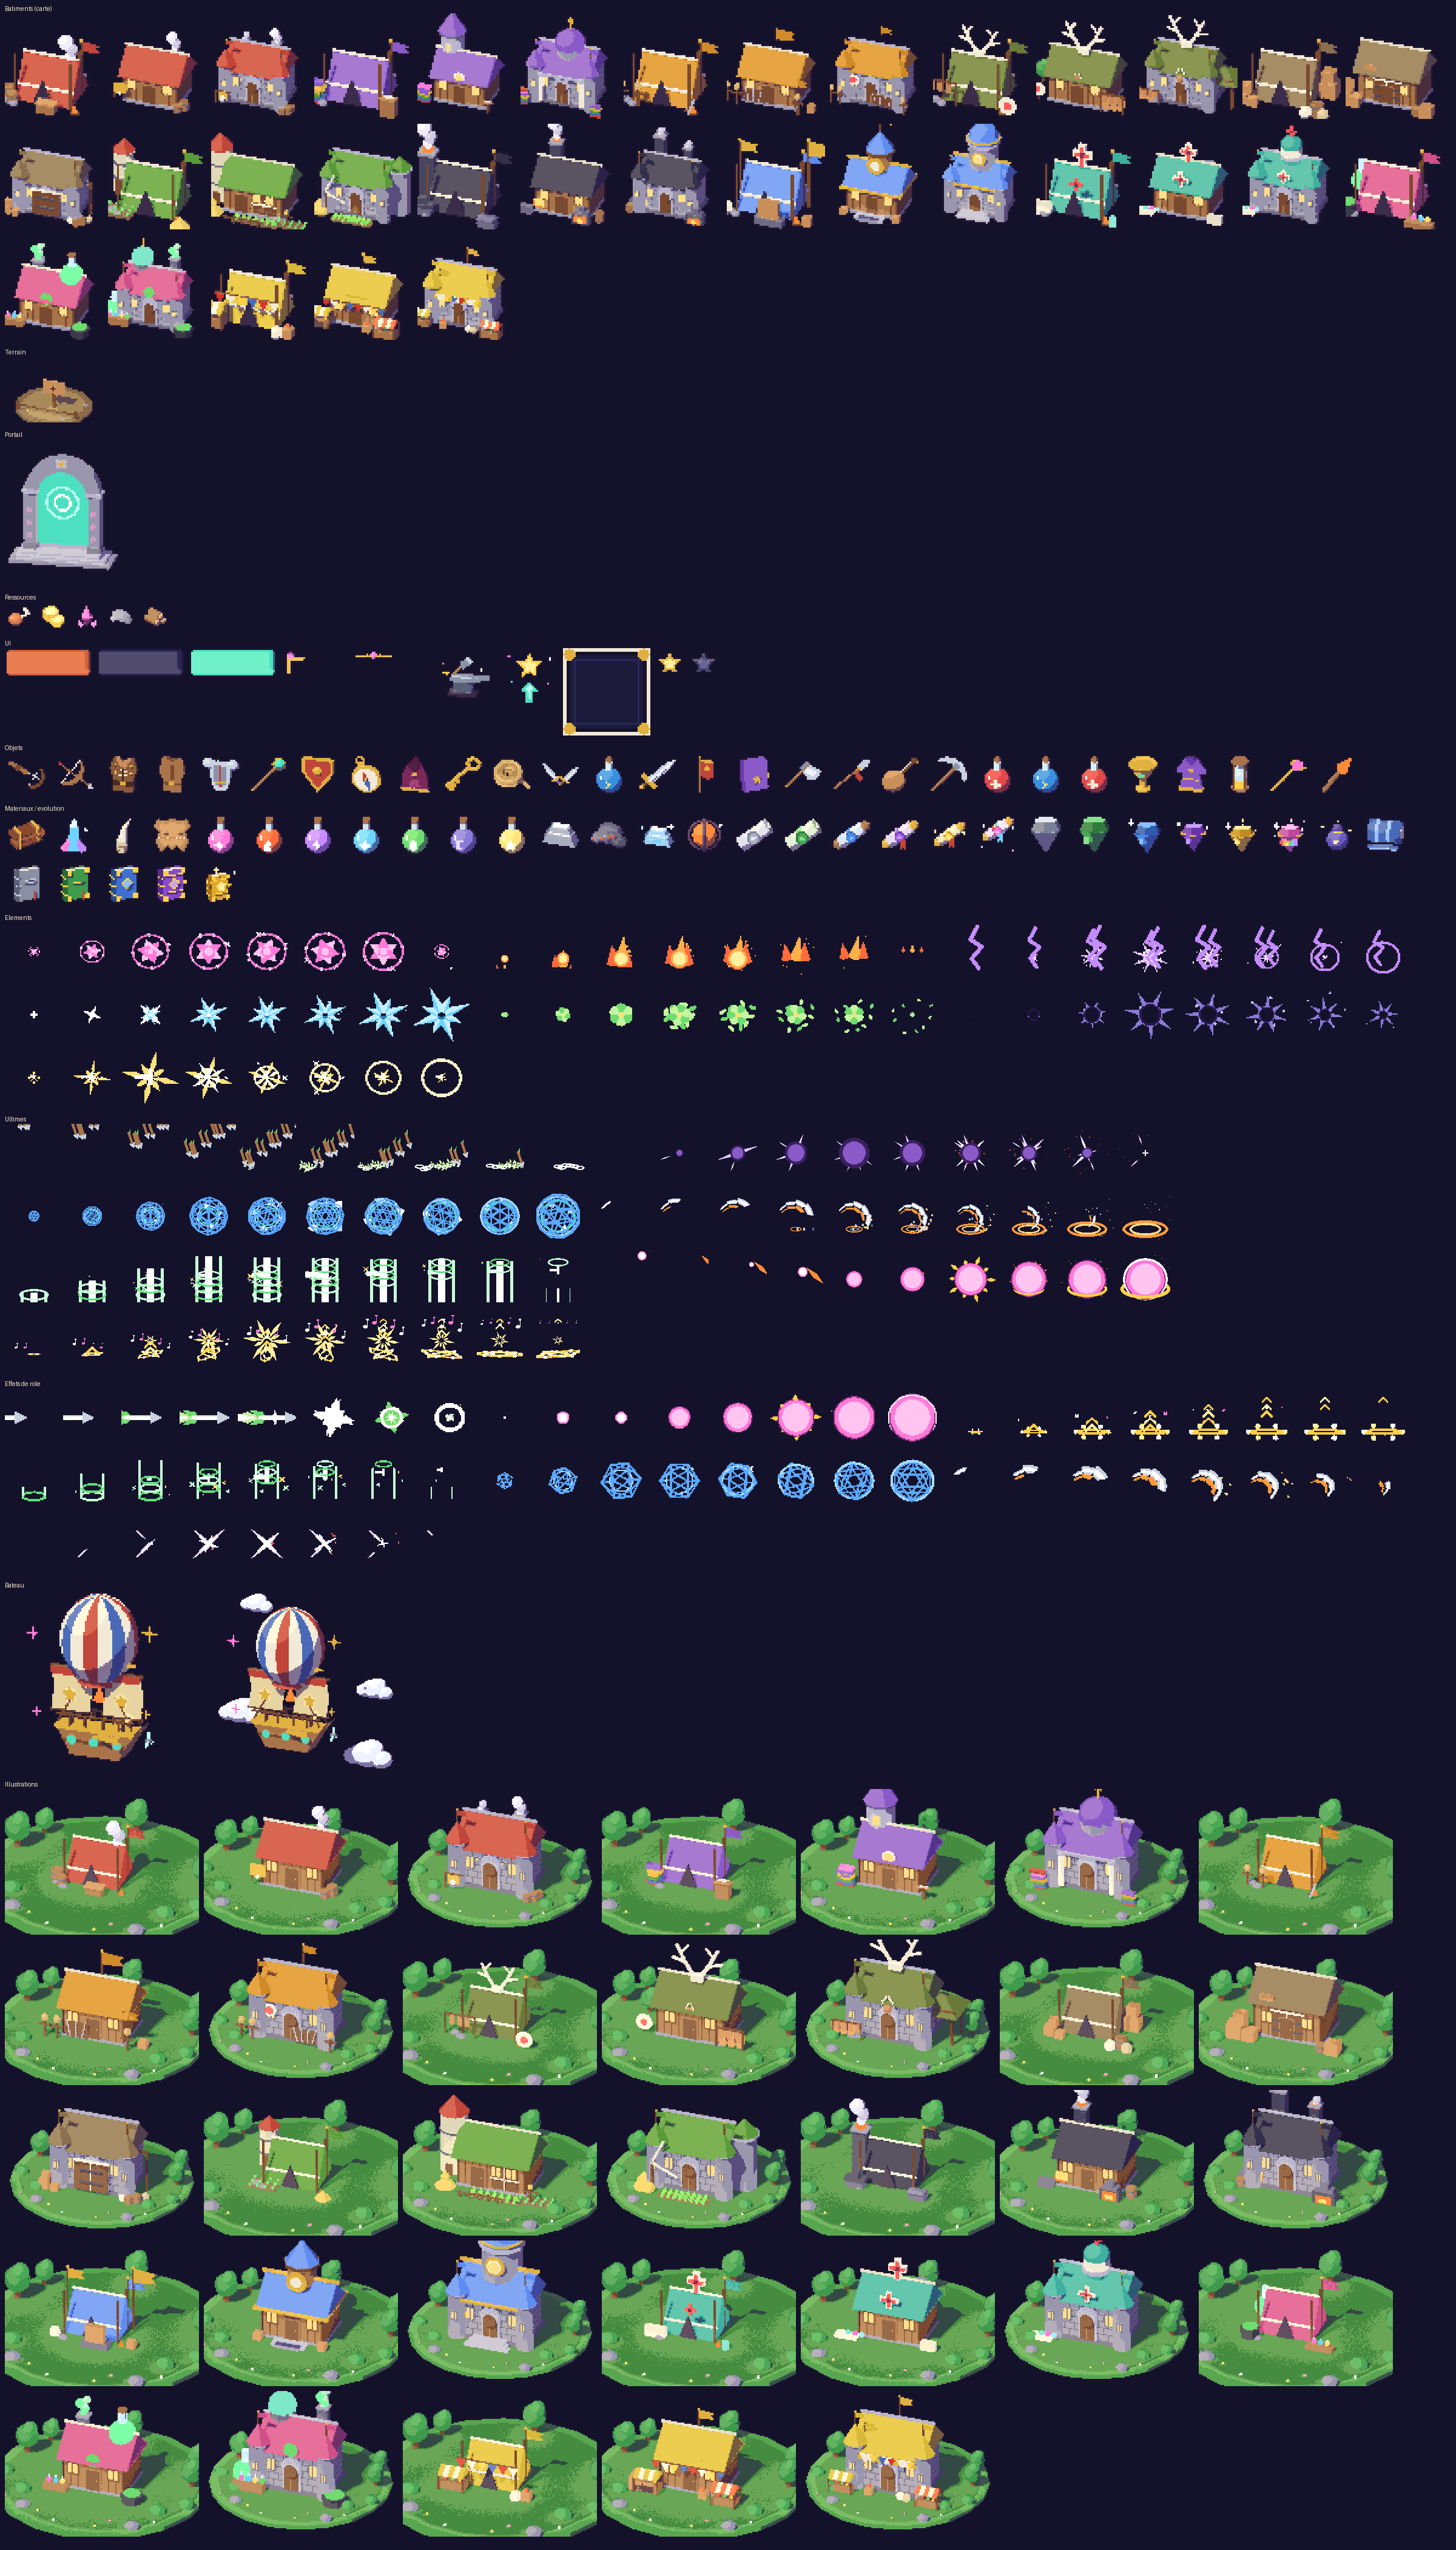 Batiments (carte)
Terrain
Portail
Ressources
UI
Objets
Materiaux / evolution
Elements
Ultimes
Effets de role
Bateau
Illustrations